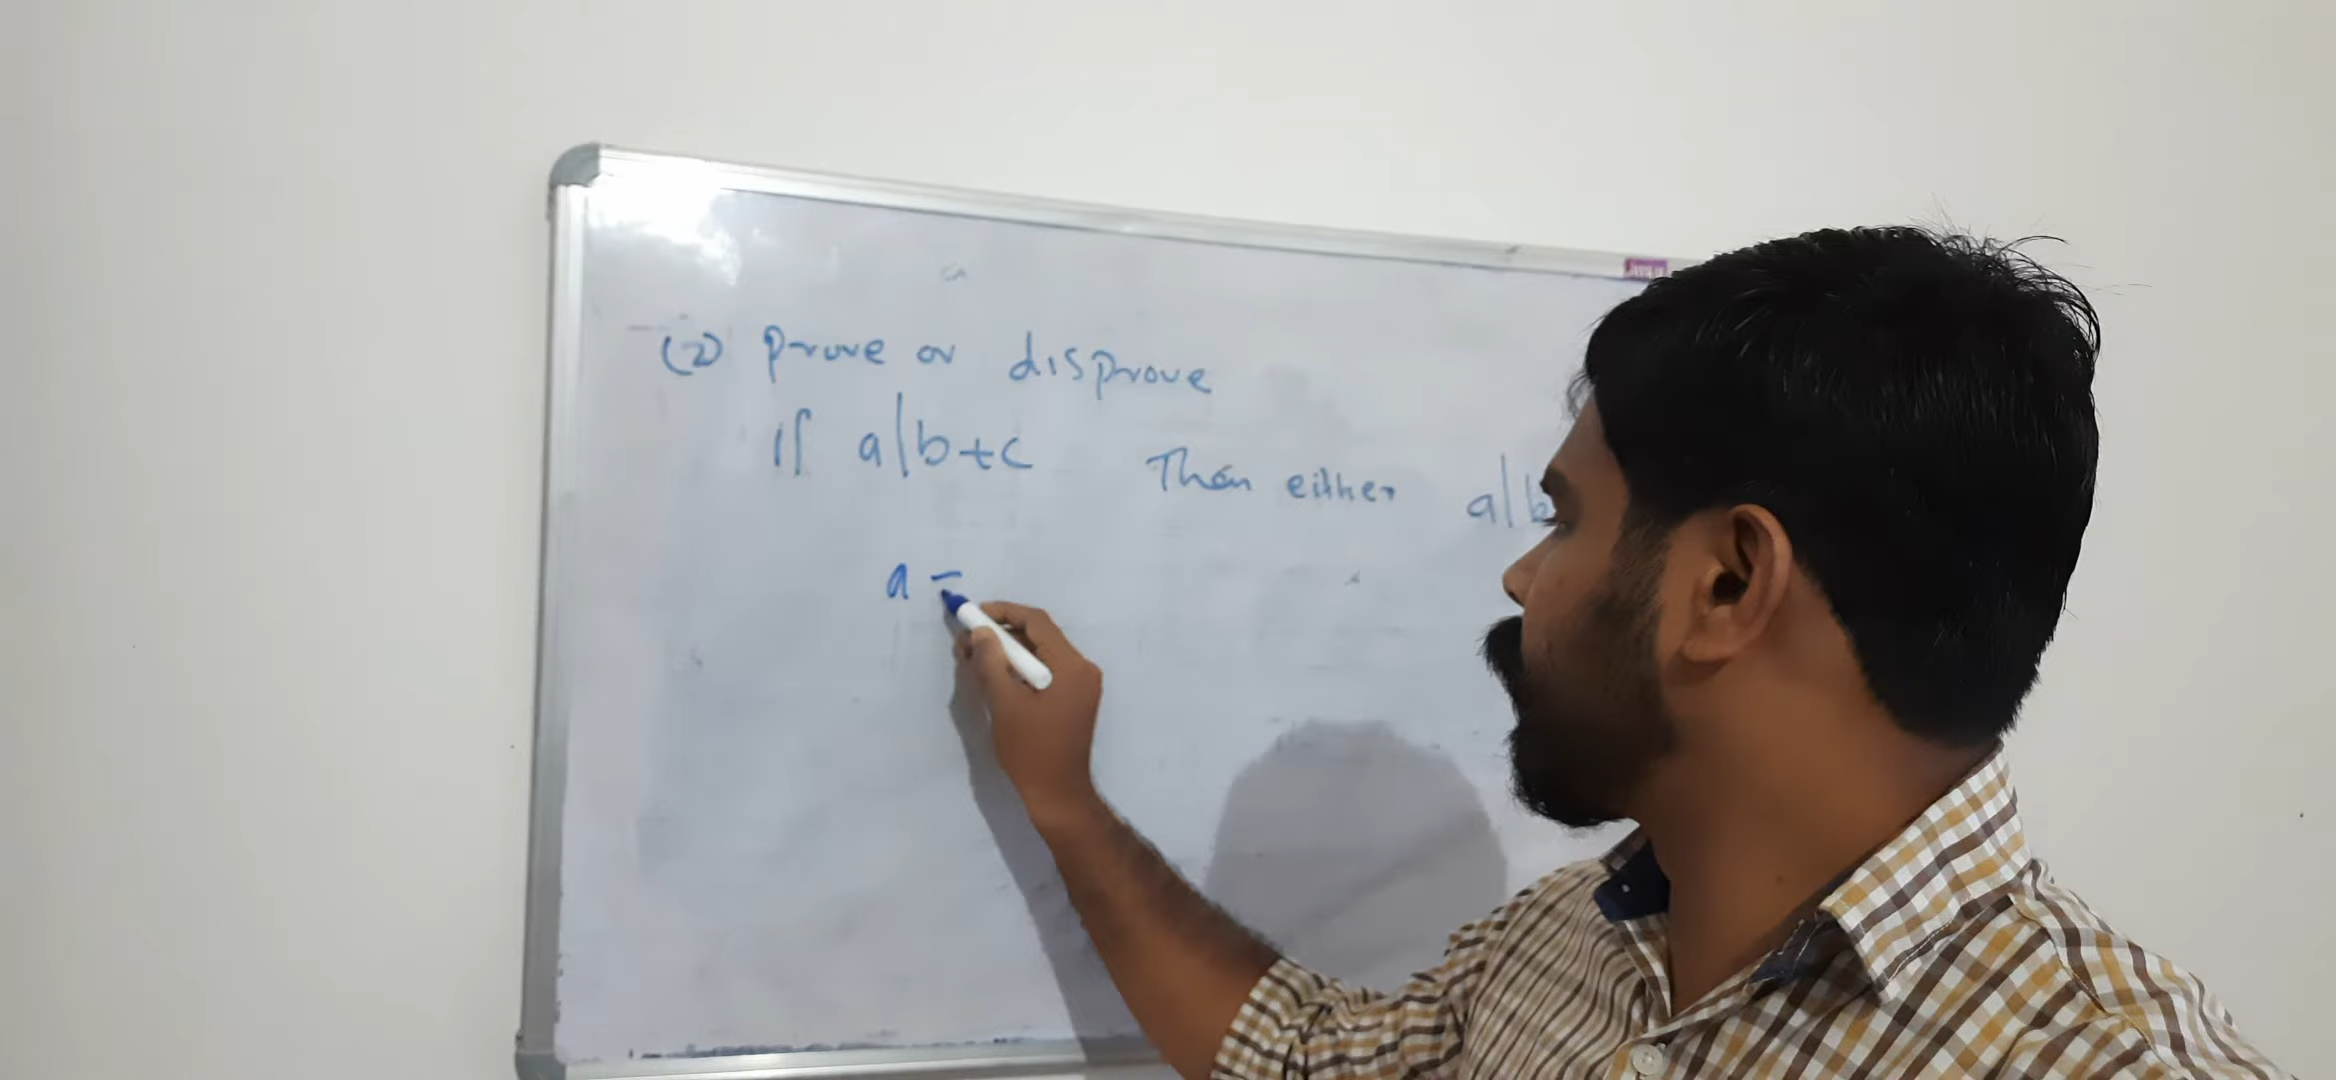 (2) Prove or disprove
If a|b+c Then either a|b
a =